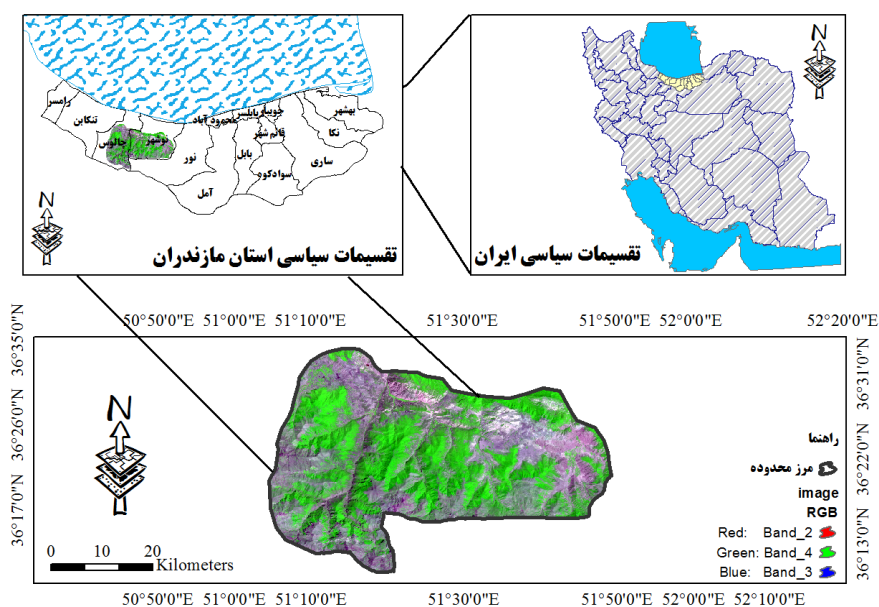 N
رامسر
تنکابن
چالوس
نوشهر
نور
محمود آباد
آمل
بابلسر
بابل
جویبار
قائم شهر
سوادکوه
ساری
نکا
بهشهر
N
تقسیمات سیاسی استان مازندران
N
تقسیمات سیاسی ایران
50°50'0"E 51°0'0"E 51°10'0"E 51°30'0"E 51°50'0"E 52°0'0"E 52°20'0"E
36°35'0"N
36°26'0"N
36°17'0"N
36°31'0"N
36°22'0"N
36°13'0"N
N
0 10 20
Kilometers
راهنما
مرز محدوده
image
RGB
Red: Band_2
Green: Band_4
Blue: Band_3
50°50'0"E 51°0'0"E 51°10'0"E 51°30'0"E 51°50'0"E 52°0'0"E 52°10'0"E